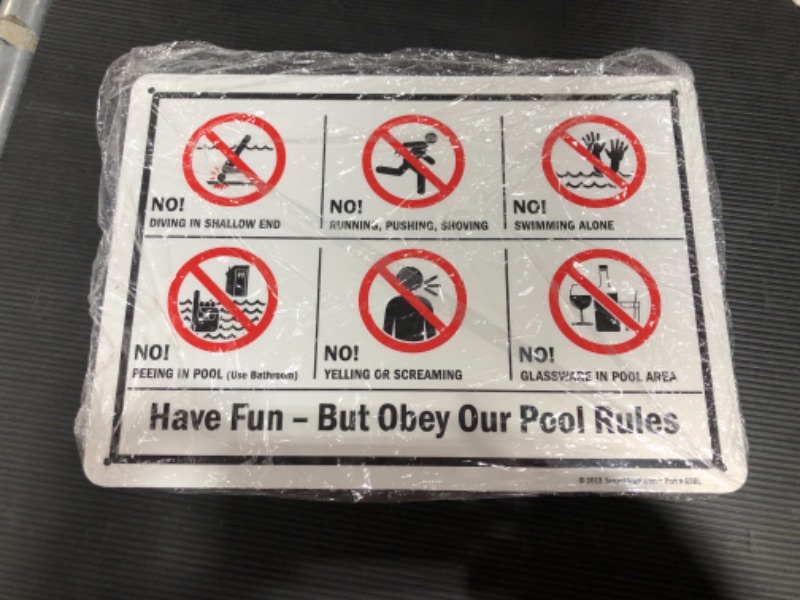 NO!
DIVING IN SHALLOW END
NO!
RUNNING, PUSHING, SHOVING
NO!
SWIMMING ALONE
NO!
PEEING IN POOL (Use Bathroom)
NO!
YELLING OR SCREAMING
NO!
GLASSWARE IN POOL AREA
Have Fun – But Obey Our Pool Rules
© 2013